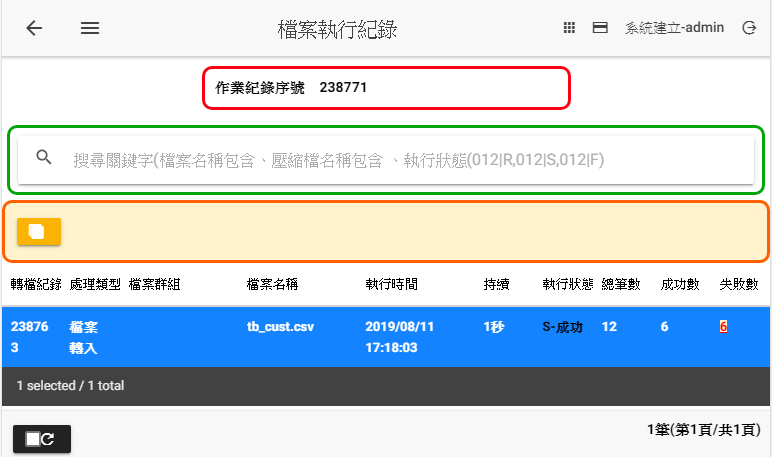 檔案執行紀錄
系統建立-admin
作業紀錄序號 238771
搜尋關鍵字(檔案名稱包含、壓縮檔名稱包含 、執行狀態(012|R,012|S,012|F)
轉檔紀錄 處理類型 檔案群組 檔案名稱 執行時間 持續 執行狀態 總筆數 成功數 失敗數
23876 檔案 tb_cust.csv 2019/08/11 1秒 S-成功 12 6 6
3 轉入 17:18:03
1 selected / 1 total
1筆(第1頁/共1頁)